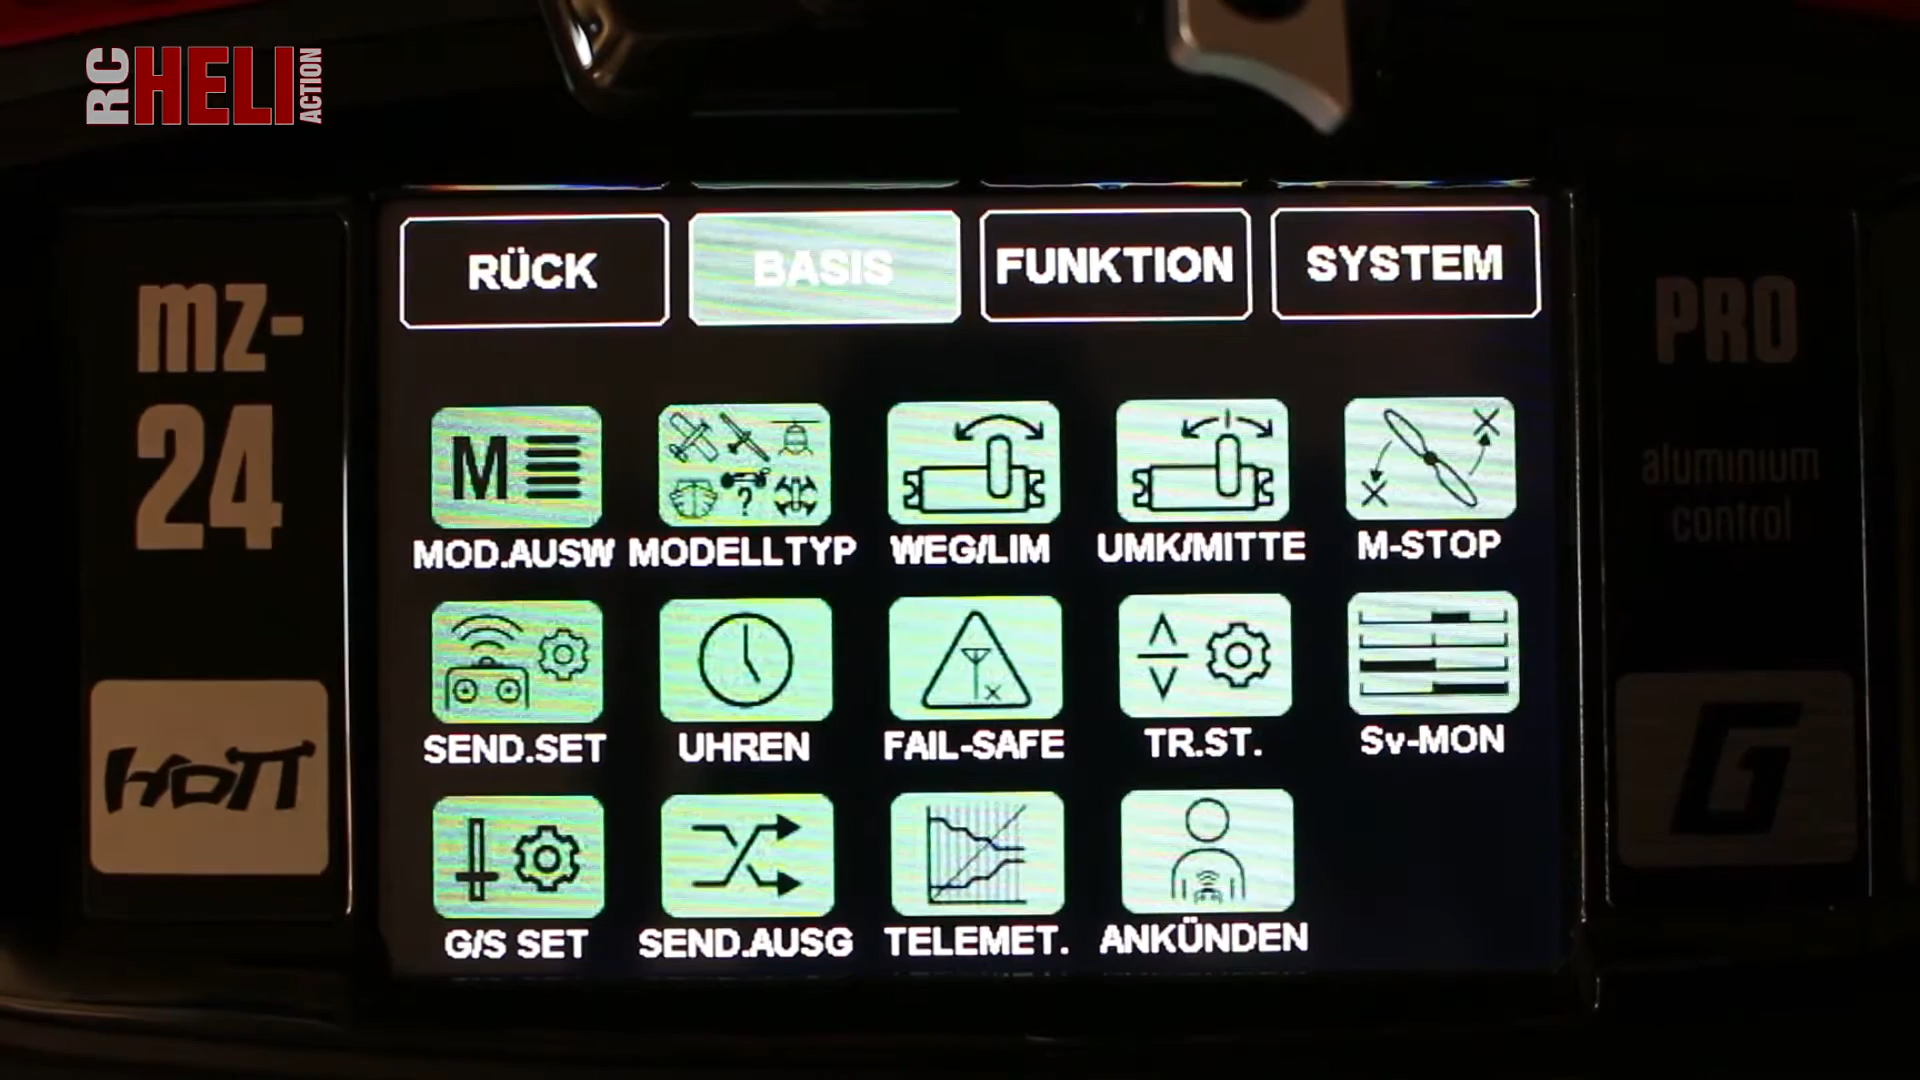 RC HELI ACTION
RÜCK BASIS FUNKTION SYSTEM
mz-
24
PRO
aluminium
control
M
?
MOD.AUSW MODELLTYP WEG/LIM UMK/MITTE M-STOP
SEND.SET UHREN FAIL-SAFE TR.ST. Sv-MON
HoTT
G
G/S SET SEND.AUSG TELEMET. ANKÜNDEN